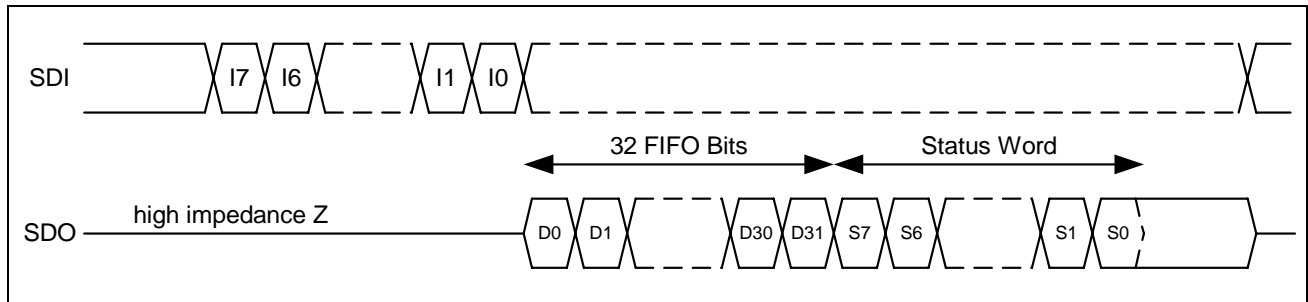 SDI I7 I6 I1 I0
32 FIFO Bits Status Word
high impedance Z
SDO D0 D1 D30 D31 S7 S6 S1 S0